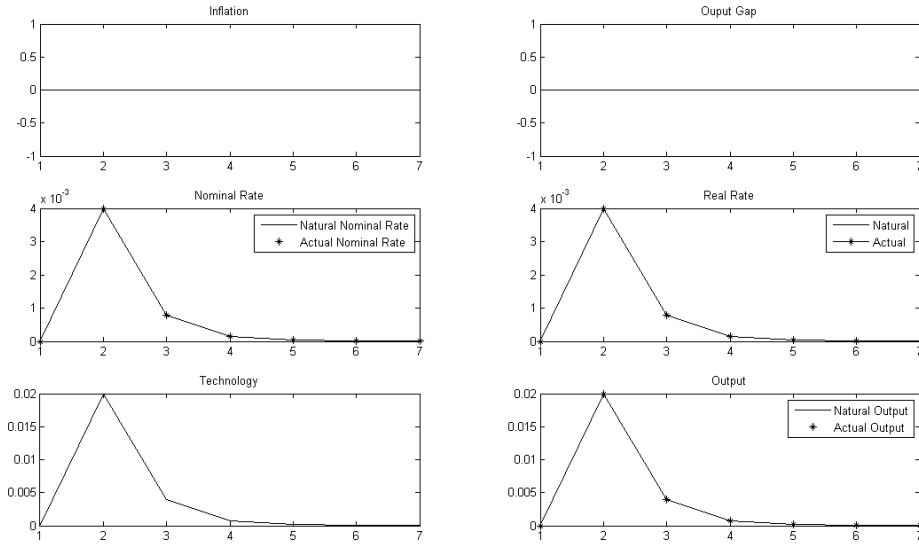 Inflation
1
0.5
0
-0.5
-1
1 2 3 4 5 6 7
Ouput Gap
1
0.5
0
-0.5
-1
1 2 3 4 5 6 7
Nominal Rate
x 10^-3
4
3
2
1
0
1 2 3 4 5 6 7
Natural Nominal Rate
Actual Nominal Rate
Real Rate
x 10^-3
4
3
2
1
0
1 2 3 4 5 6 7
Natural
Actual
Technology
0.02
0.015
0.01
0.005
0
1 2 3 4 5 6 7
Output
0.02
0.015
0.01
0.005
0
1 2 3 4 5 6 7
Natural Output
Actual Output